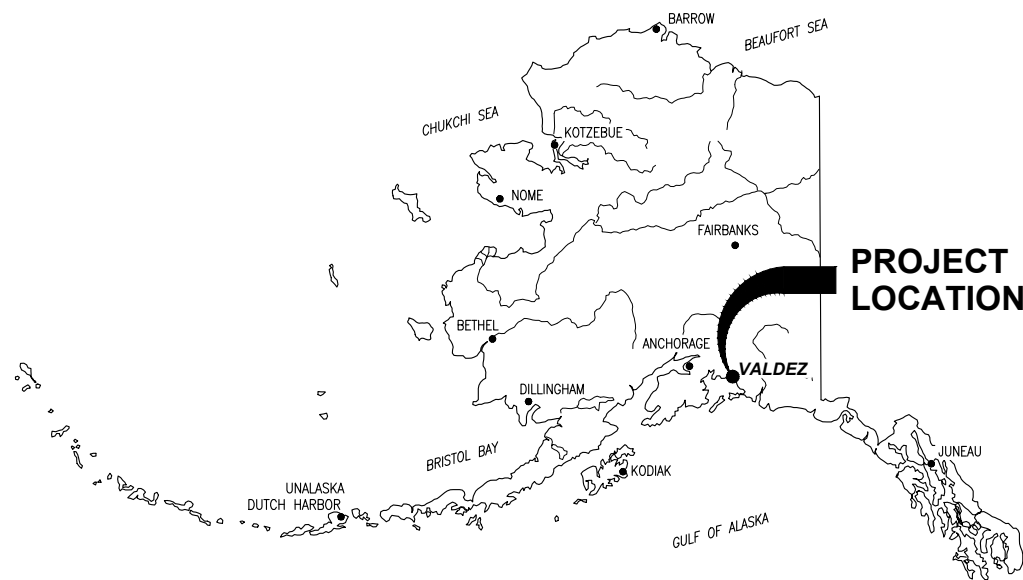 BARROW
BEAUFORT SEA
CHUKCHI SEA
KOTZEBUE
NOME
FAIRBANKS
PROJECT
LOCATION
BETHEL
ANCHORAGE
VALDEZ
DILLINGHAM
BRISTOL BAY
JUNEAU
KODIAK
UNALASKA
DUTCH HARBOR
GULF OF ALASKA